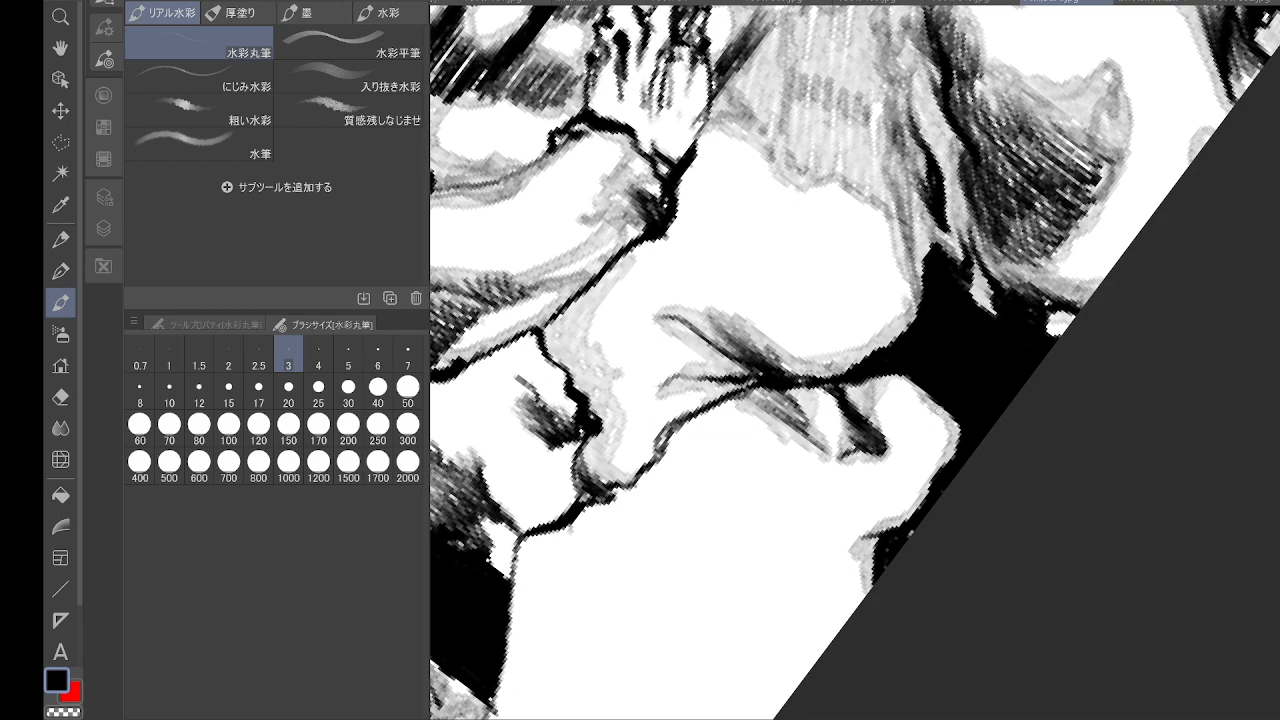 リアル水彩 厚塗り 墨 水彩
水彩丸筆 水彩平筆
にじみ水彩 入り抜き水彩
粗い水彩 質感残しなじませ
水筆
サブツールを追加する
ツールプロパティ[水彩丸筆] ブラシサイズ[水彩丸筆]
0.7 1 1.5 2 2.5 3 4 5 6 7
8 10 12 15 17 20 25 30 40 50
60 70 80 100 120 150 170 200 250 300
400 500 600 700 800 1000 1200 1500 1700 2000
A